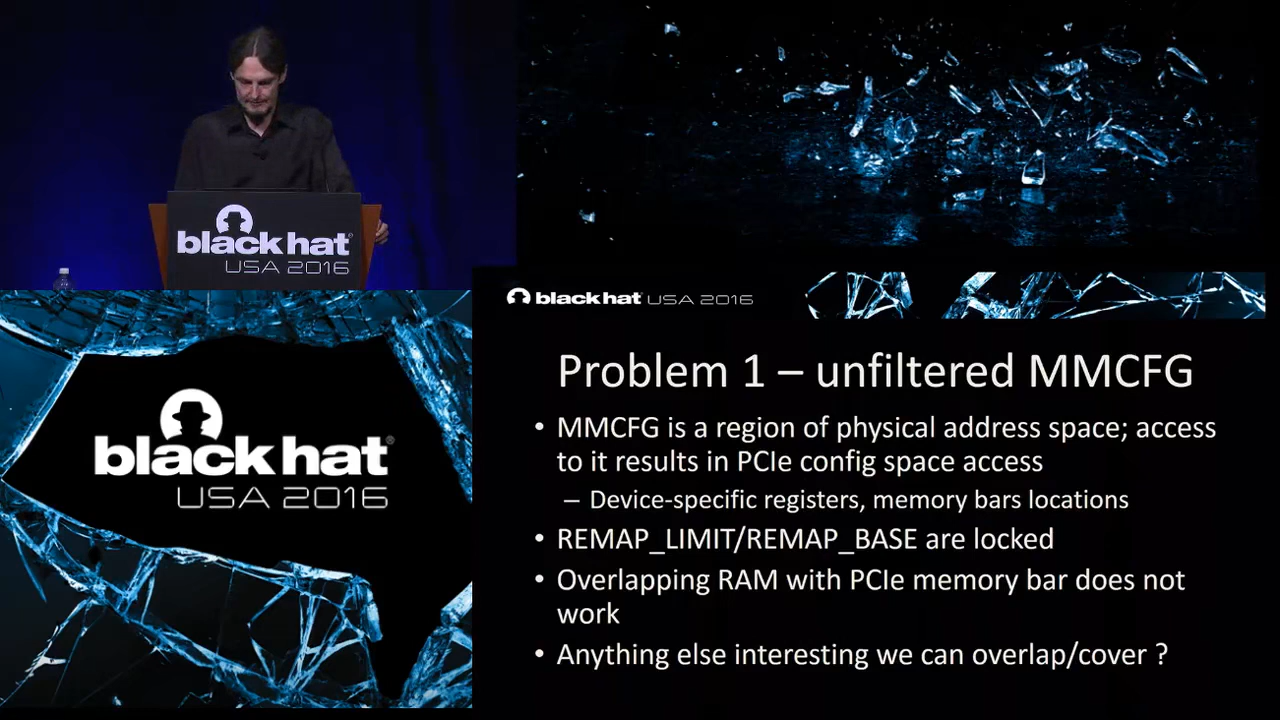 black hat
USA 2016
black hat USA 2016
black hat
USA 2016
Problem 1 – unfiltered MMCFG
• MMCFG is a region of physical address space; access
to it results in PCIe config space access
– Device-specific registers, memory bars locations
• REMAP_LIMIT/REMAP_BASE are locked
• Overlapping RAM with PCIe memory bar does not
work
• Anything else interesting we can overlap/cover ?